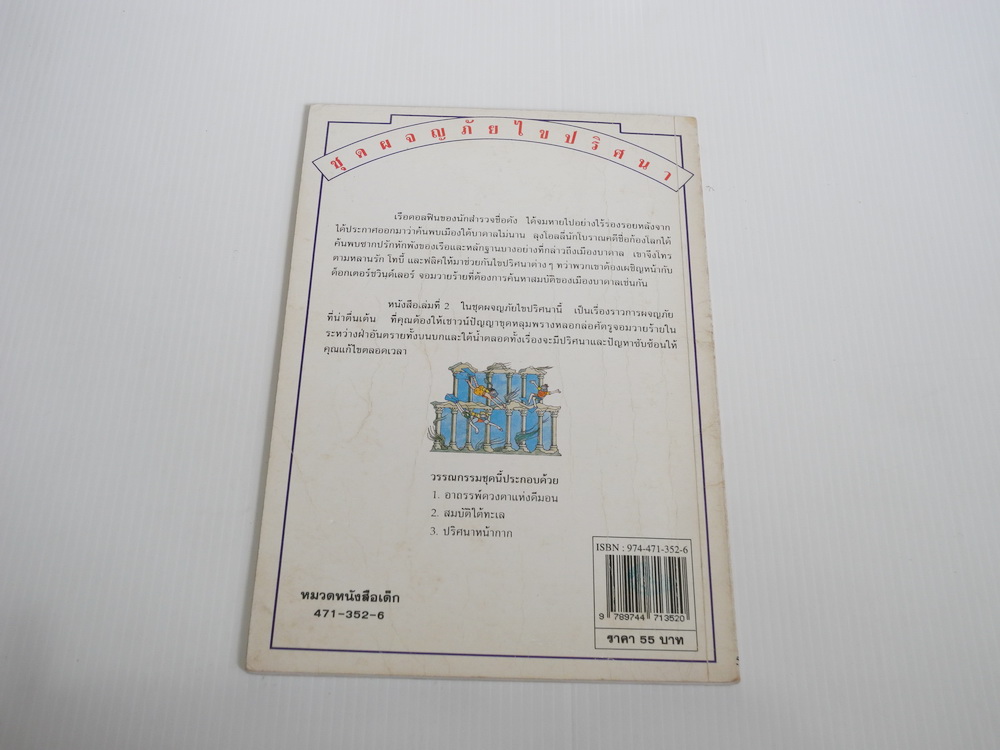 ชุดผจญภัยไขปริศนา
เรือดอลฟินของนักสำรวจชื่อดัง ได้จมหายไปอย่างไร้ร่องรอยหลังจาก
ได้ประกาศออกมาว่าค้นพบเมืองใต้บาดาลไม่นาน ลุงโอลลี่นักโบราณคดีชื่อก้องโลกได้
ค้นพบซากปรักหักพังของเรือและหลักฐานบางอย่างที่กล่าวถึงเมืองบาดาล เขาจึงโทร
ตามหลานรัก โทบี้ และฟลิคให้มาช่วยกันไขปริศนาต่างๆ ทว่าพวกเขาต้องเผชิญหน้ากับ
ด็อกเตอร์ชวินด์เลอร์ จอมวายร้ายที่ต้องการค้นหาสมบัติของเมืองบาดาลเช่นกัน
หนังสือเล่มที่ 2 ในชุดผจญภัยไขปริศนานี้ เป็นเรื่องราวการผจญภัย
ที่น่าตื่นเต้น ที่คุณต้องใช้เชาวน์ปัญญาขุดหลุมพรางหลอกล่อศัตรูจอมวายร้ายใน
ระหว่างฝ่าอันตรายทั้งบนบกและใต้น้ำตลอดทั้งเรื่องจะมีปริศนาและปัญหาซับซ้อนให้
คุณแก้ไขตลอดเวลา
วรรณกรรมชุดนี้ประกอบด้วย
1. อาถรรพ์ดวงตาแห่งดีมอน
2. สมบัติใต้ทะเล
3. ปริศนาหน้ากาก
หมวดหนังสือเด็ก
471-352-6
ISBN : 974-471-352-6
9 789744 713520
ราคา 55 บาท